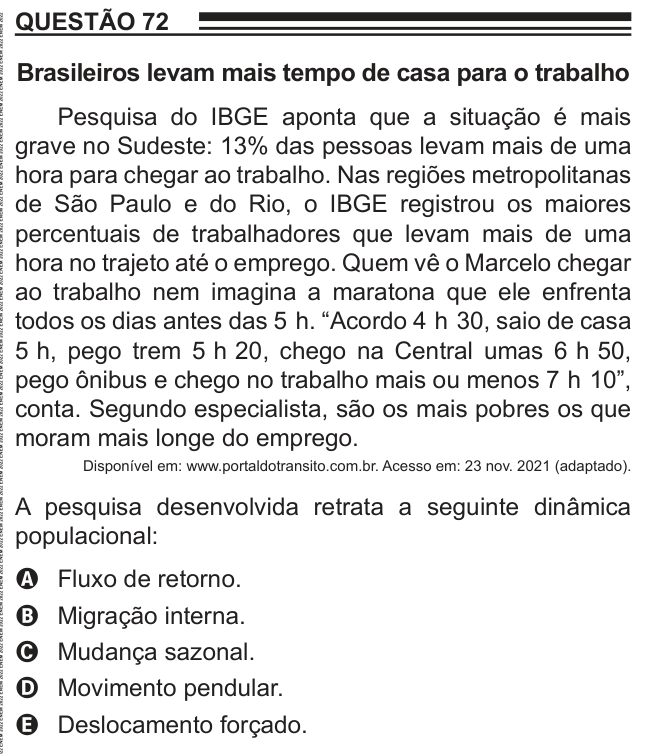 QUESTÃO 72
Brasileiros levam mais tempo de casa para o trabalho
Pesquisa do IBGE aponta que a situação é mais
grave no Sudeste: 13% das pessoas levam mais de uma
hora para chegar ao trabalho. Nas regiões metropolitanas
de São Paulo e do Rio, o IBGE registrou os maiores
percentuais de trabalhadores que levam mais de uma
hora no trajeto até o emprego. Quem vê o Marcelo chegar
ao trabalho nem imagina a maratona que ele enfrenta
todos os dias antes das 5 h. “Acordo 4 h 30, saio de casa
5 h, pego trem 5 h 20, chego na Central umas 6 h 50,
pego ônibus e chego no trabalho mais ou menos 7 h 10”,
conta. Segundo especialista, são os mais pobres os que
moram mais longe do emprego.
Disponível em: www.portaldotransito.com.br. Acesso em: 23 nov. 2021 (adaptado).
A pesquisa desenvolvida retrata a seguinte dinâmica
populacional:
A Fluxo de retorno.
B Migração interna.
C Mudança sazonal.
D Movimento pendular.
E Deslocamento forçado.